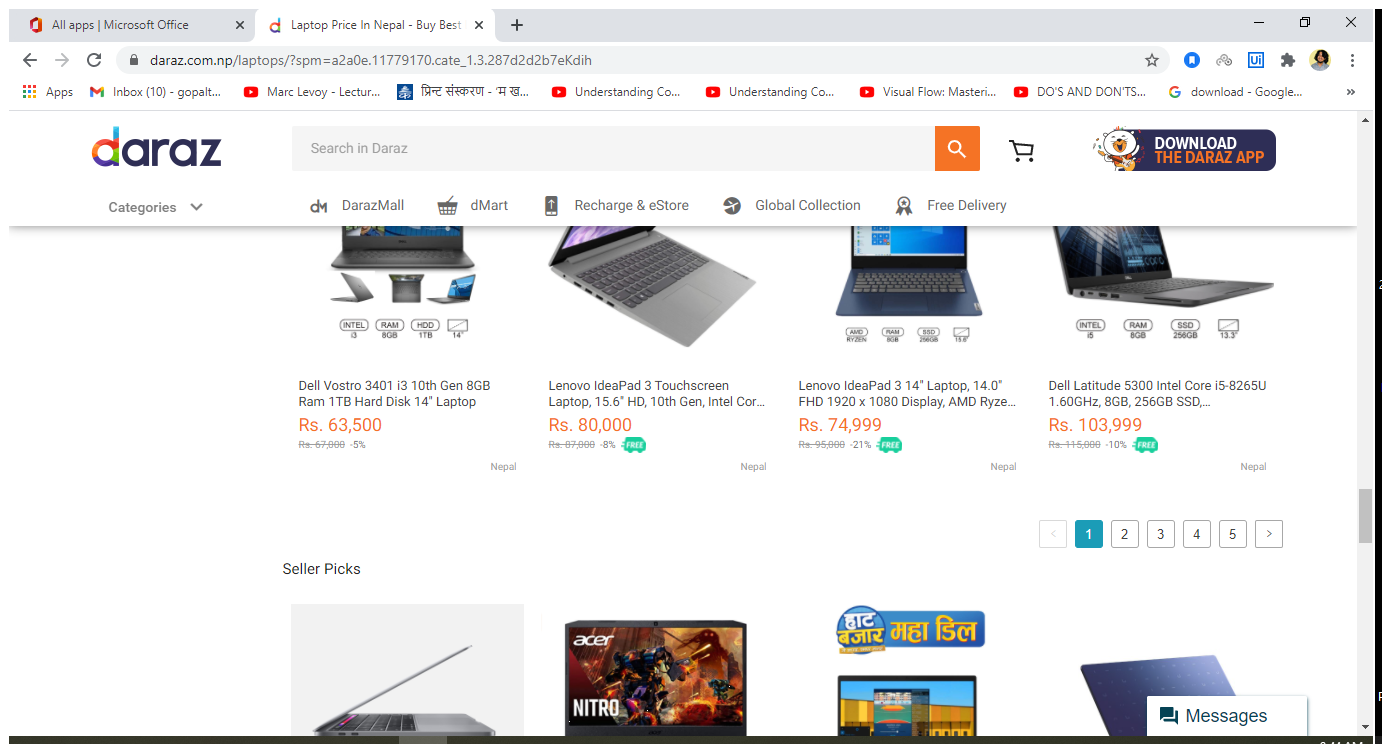 All apps | Microsoft Office
Laptop Price In Nepal - Buy Best
daraz.com.np/laptops/?spm=a2a0e.11779170.cate_1.3.287d2d2b7eKdih
Apps
Inbox (10) - gopalt...
Marc Levoy - Lectur...
प्रिन्ट संस्करण - 'म ख...
Understanding Co...
Understanding Co...
Visual Flow: Masteri...
DO'S AND DON'TS...
download - Google...
daraz
Search in Daraz
DOWNLOAD
THE DARAZ APP
Categories
DarazMall
dMart
Recharge & eStore
Global Collection
Free Delivery
INTEL RAM HDD
i3 8GB 1TB 14"
AMD RAM SSD
RYZEN 8GB 256GB 15.6"
INTEL RAM SSD
i5 8GB 256GB 13.3"
Dell Vostro 3401 i3 10th Gen 8GB
Ram 1TB Hard Disk 14" Laptop
Rs. 63,500
Rs. 67,000 -5%
Nepal
Lenovo IdeaPad 3 Touchscreen
Laptop, 15.6" HD, 10th Gen, Intel Cor...
Rs. 80,000
Rs. 87,000 -8% FREE
Nepal
Lenovo IdeaPad 3 14" Laptop, 14.0"
FHD 1920 x 1080 Display, AMD Ryze...
Rs. 74,999
Rs. 95,000 -21% FREE
Nepal
Dell Latitude 5300 Intel Core i5-8265U
1.60GHz, 8GB, 256GB SSD,...
Rs. 103,999
Rs. 115,000 -10% FREE
Nepal
< 1 2 3 4 5 >
Seller Picks
acer
NITRO
हाट
बजार
महा डिल
Messages